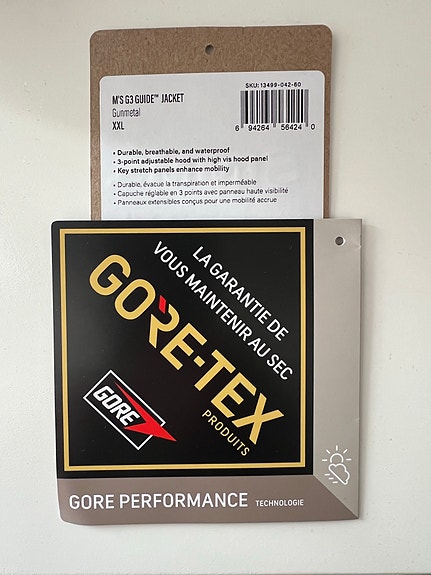 SKU: 13499-042-60
M'S G3 GUIDE™ JACKET
Gunmetal
XXL
6 94264 56424 0
• Durable, breathable, and waterproof
• 3-point adjustable hood with high vis hood panel
• Key stretch panels enhance mobility
• Durable, évacue la transpiration et imperméable
• Capuche réglable en 3 points avec panneau haute visibilité
• Panneaux extensibles conçus pour une mobilité accrue
LA GARANTIE DE
VOUS MAINTENIR AU SEC
GORE-TEX
PRODUITS
GORE
GORE PERFORMANCE TECHNOLOGIE